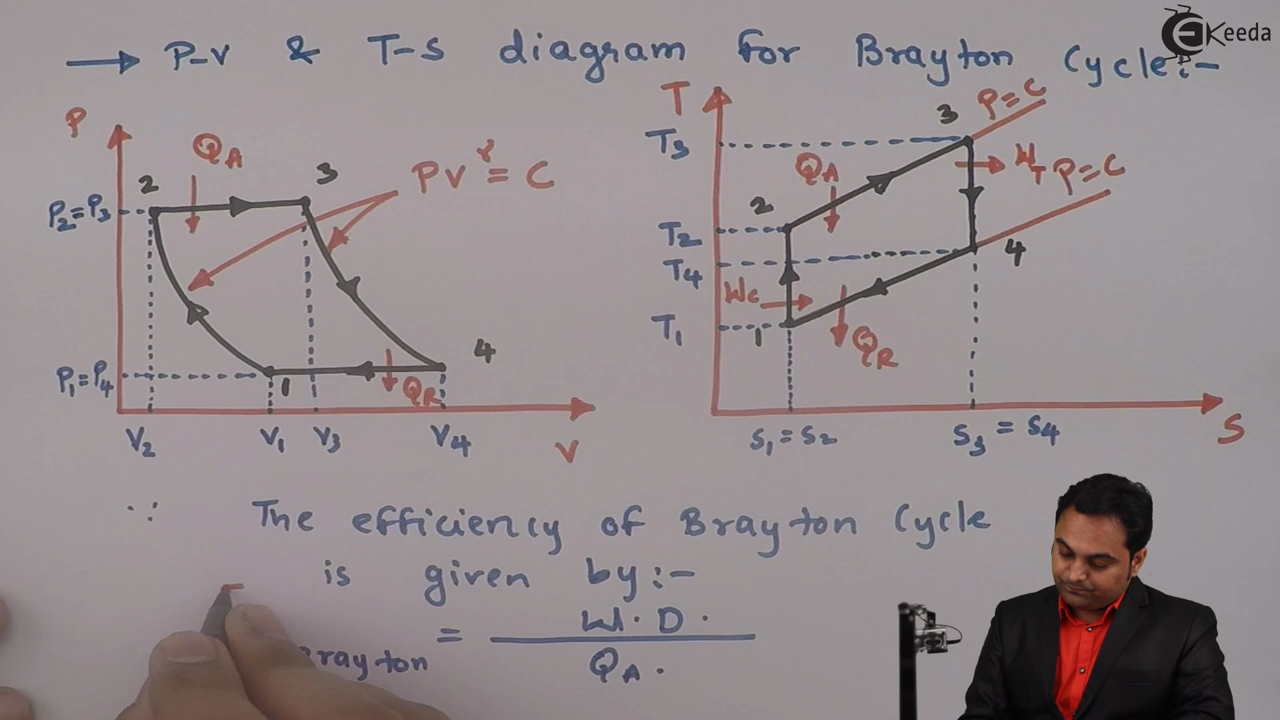 → P-V & T-S diagram for Brayton Cycle:-
Keeda
P
QA
2
3
PV^γ = C
P2=P3
P1=P4
1
4
QR
V2 V1 V3 V4
V
T
3
P=C
T3
QA
WT
P=C
2
T2
T4
4
Wc
T1
1
QR
S1=S2
S3=S4
S
∵ The efficiency of Brayton Cycle
is given by:-
Brayton = W.D.
QA.